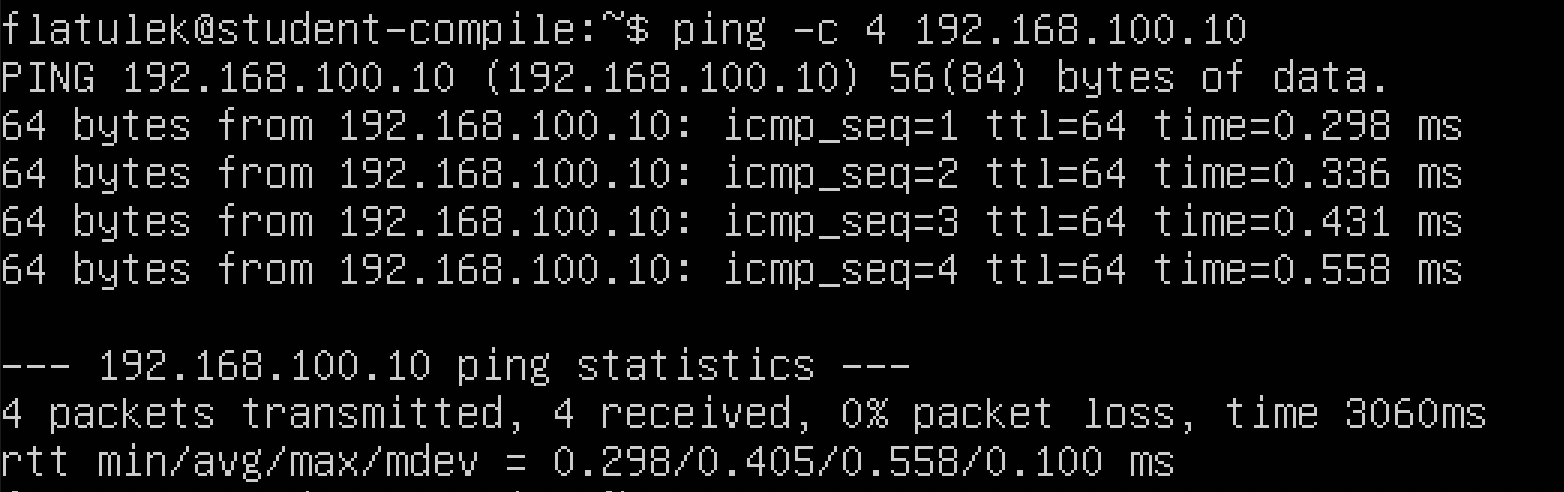 flatulek@student-compile:~$ ping -c 4 192.168.100.10
PING 192.168.100.10 (192.168.100.10) 56(84) bytes of data.
64 bytes from 192.168.100.10: icmp_seq=1 ttl=64 time=0.298 ms
64 bytes from 192.168.100.10: icmp_seq=2 ttl=64 time=0.336 ms
64 bytes from 192.168.100.10: icmp_seq=3 ttl=64 time=0.431 ms
64 bytes from 192.168.100.10: icmp_seq=4 ttl=64 time=0.558 ms
--- 192.168.100.10 ping statistics ---
4 packets transmitted, 4 received, 0% packet loss, time 3060ms
rtt min/avg/max/mdev = 0.298/0.405/0.558/0.100 ms